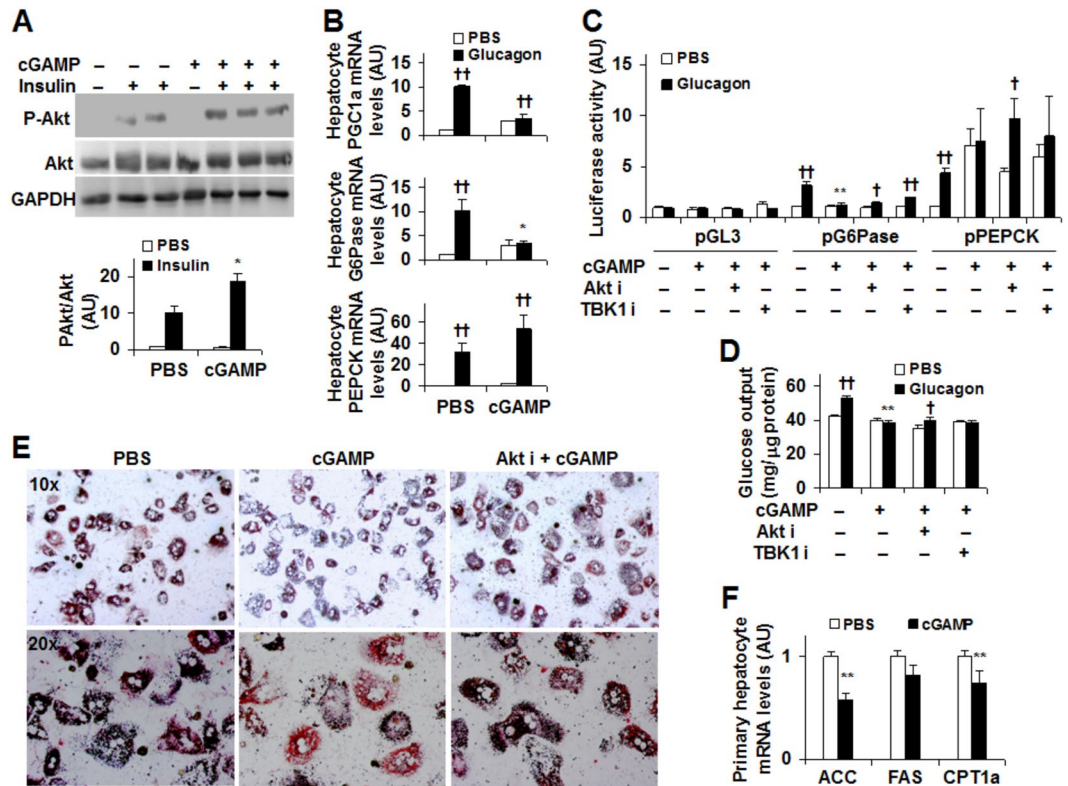 A
cGAMP – – – + + + +
Insulin – + + – + + +
P-Akt
Akt
GAPDH
PBS
Insulin
PAkt/Akt
(AU)
20
10
0
*
PBS cGAMP
B
PBS
Glucagon
Hepatocyte
PGC1a mRNA
levels (AU)
15
10
5
0
†† ††
Hepatocyte
G6Pase mRNA
levels (AU)
15
10
5
0
†† *
Hepatocyte
PEPCK mRNA
levels (AU)
60
40
20
0
†† ††
PBS cGAMP
C
PBS
Glucagon
Luciferase activity (AU)
15
10
5
0
†† ** † †† †† †
pGL3 pG6Pase pPEPCK
cGAMP – + + + – + + + – + + +
Akt i – – + – – – + – – – + –
TBK1 i – – – + – – – + – – – +
D
PBS
Glucagon
Glucose output
(mg/µgprotein)
60
40
20
0
†† ** †
cGAMP – + + +
Akt i – – + –
TBK1 i – – – +
E
PBS cGAMP Akt i + cGAMP
10x
20x
F
PBS cGAMP
Primary hepatocyte
mRNA levels (AU)
1
0
** **
ACC FAS CPT1a